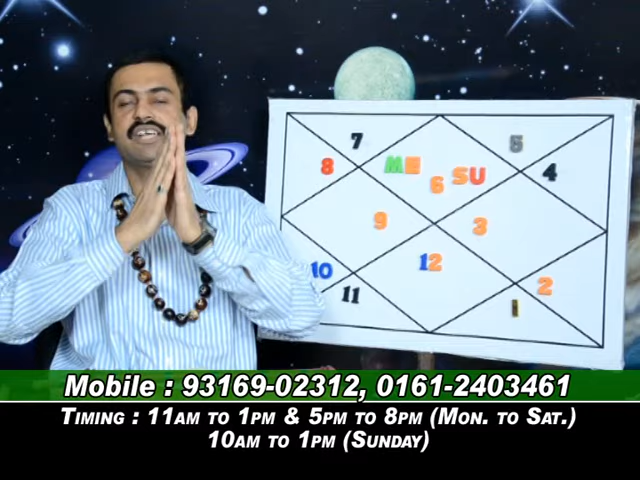 7
5
8
ME
SU
4
6
9
3
12
10
2
11
1
Mobile : 93169-02312, 0161-2403461
TIMING : 11AM TO 1PM & 5PM TO 8PM (MON. TO SAT.)
10AM TO 1PM (SUNDAY)